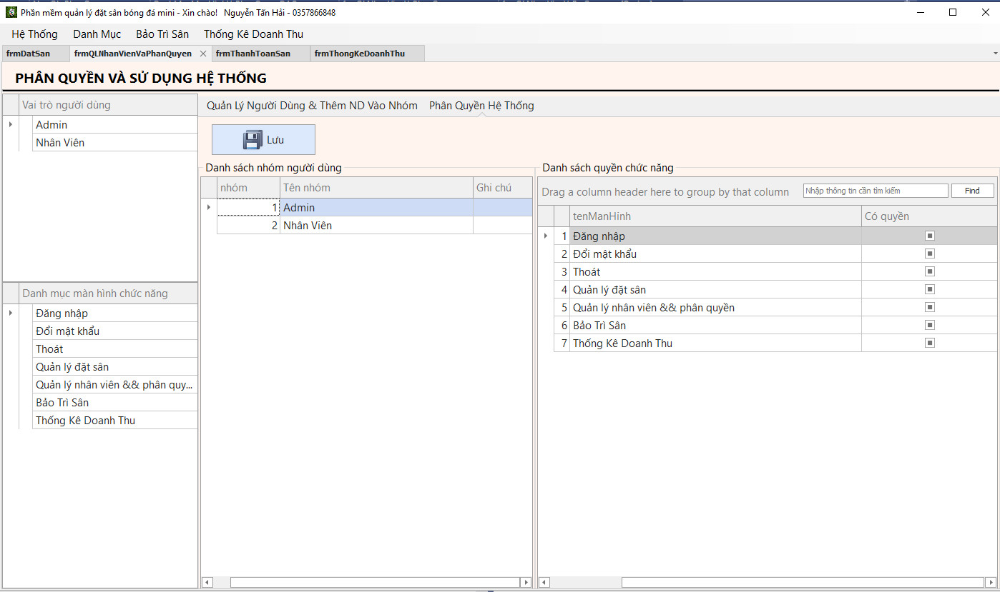 Phần mềm quản lý đặt sân bóng đá mini - Xin chào! Nguyễn Tấn Hải - 0357866848
Hệ Thống Danh Mục Bảo Trì Sân Thống Kê Doanh Thu
frmDatSan frmQLNhanVienVaPhanQuyen frmThanhToanSan frmThongKeDoanhThu
PHÂN QUYỀN VÀ SỬ DỤNG HỆ THỐNG
Vai trò người dùng
Admin
Nhân Viên
Danh mục màn hình chức năng
Đăng nhập
Đổi mật khẩu
Thoát
Quản lý đặt sân
Quản lý nhân viên && phân quy...
Bảo Trì Sân
Thống Kê Doanh Thu
Quản Lý Người Dùng & Thêm ND Vào Nhóm Phân Quyền Hệ Thống
Lưu
Danh sách nhóm người dùng
nhóm Tên nhóm Ghi chú
1 Admin
2 Nhân Viên
Danh sách quyền chức năng
Drag a column header here to group by that column Nhập thông tin cần tìm kiếm Find
tenManHinh Có quyền
1 Đăng nhập
2 Đổi mật khẩu
3 Thoát
4 Quản lý đặt sân
5 Quản lý nhân viên && phân quyền
6 Bảo Trì Sân
7 Thống Kê Doanh Thu